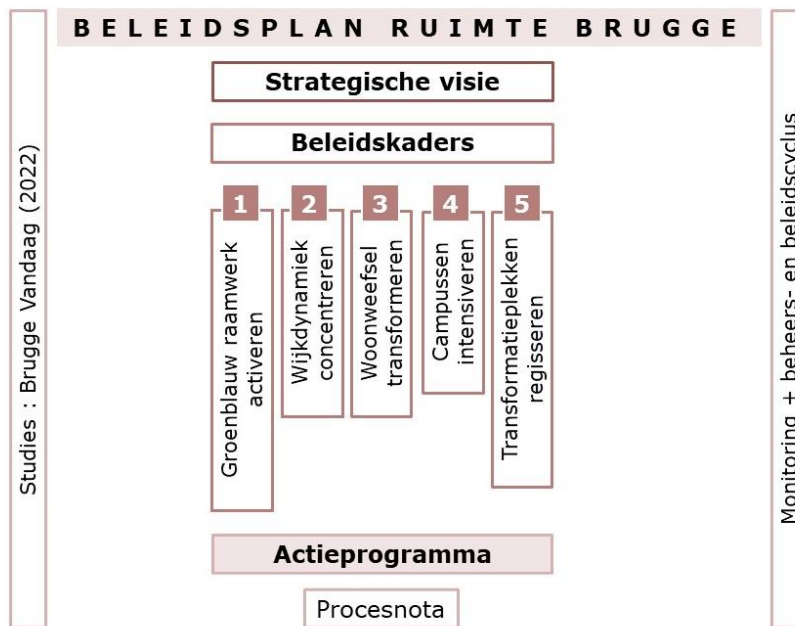 BELEIDSPLAN RUIMTE BRUGGE
Studies : Brugge Vandaag (2022)
Strategische visie
Beleidskaders
1
Groenblauw raamwerk
activeren
2
Wijkdynamiek
concentreren
3
Woonweefsel
transformeren
4
Campussen
intensiveren
5
Transformatieplekken
regisseren
Actieprogramma
Procesnota
Monitoring + beheers- en beleidscyclus